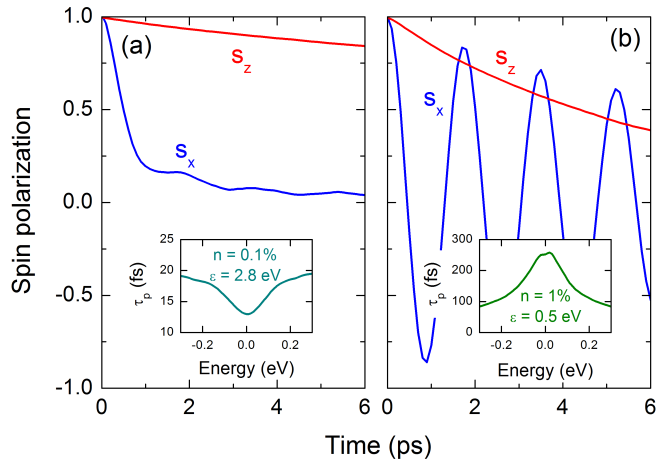 1.0
0.5
0.0
-0.5
-1.0
Spin polarization
(a)
s_z
s_x
25
20
15
10
τ_p (fs)
n = 0.1%
ε = 2.8 eV
-0.2 0.0 0.2
Energy (eV)
0 2 4 6
(b)
s_z
s_x
300
200
100
0
τ_p (fs)
n = 1%
ε = 0.5 eV
-0.2 0.0 0.2
Energy (eV)
0 2 4 6
Time (ps)